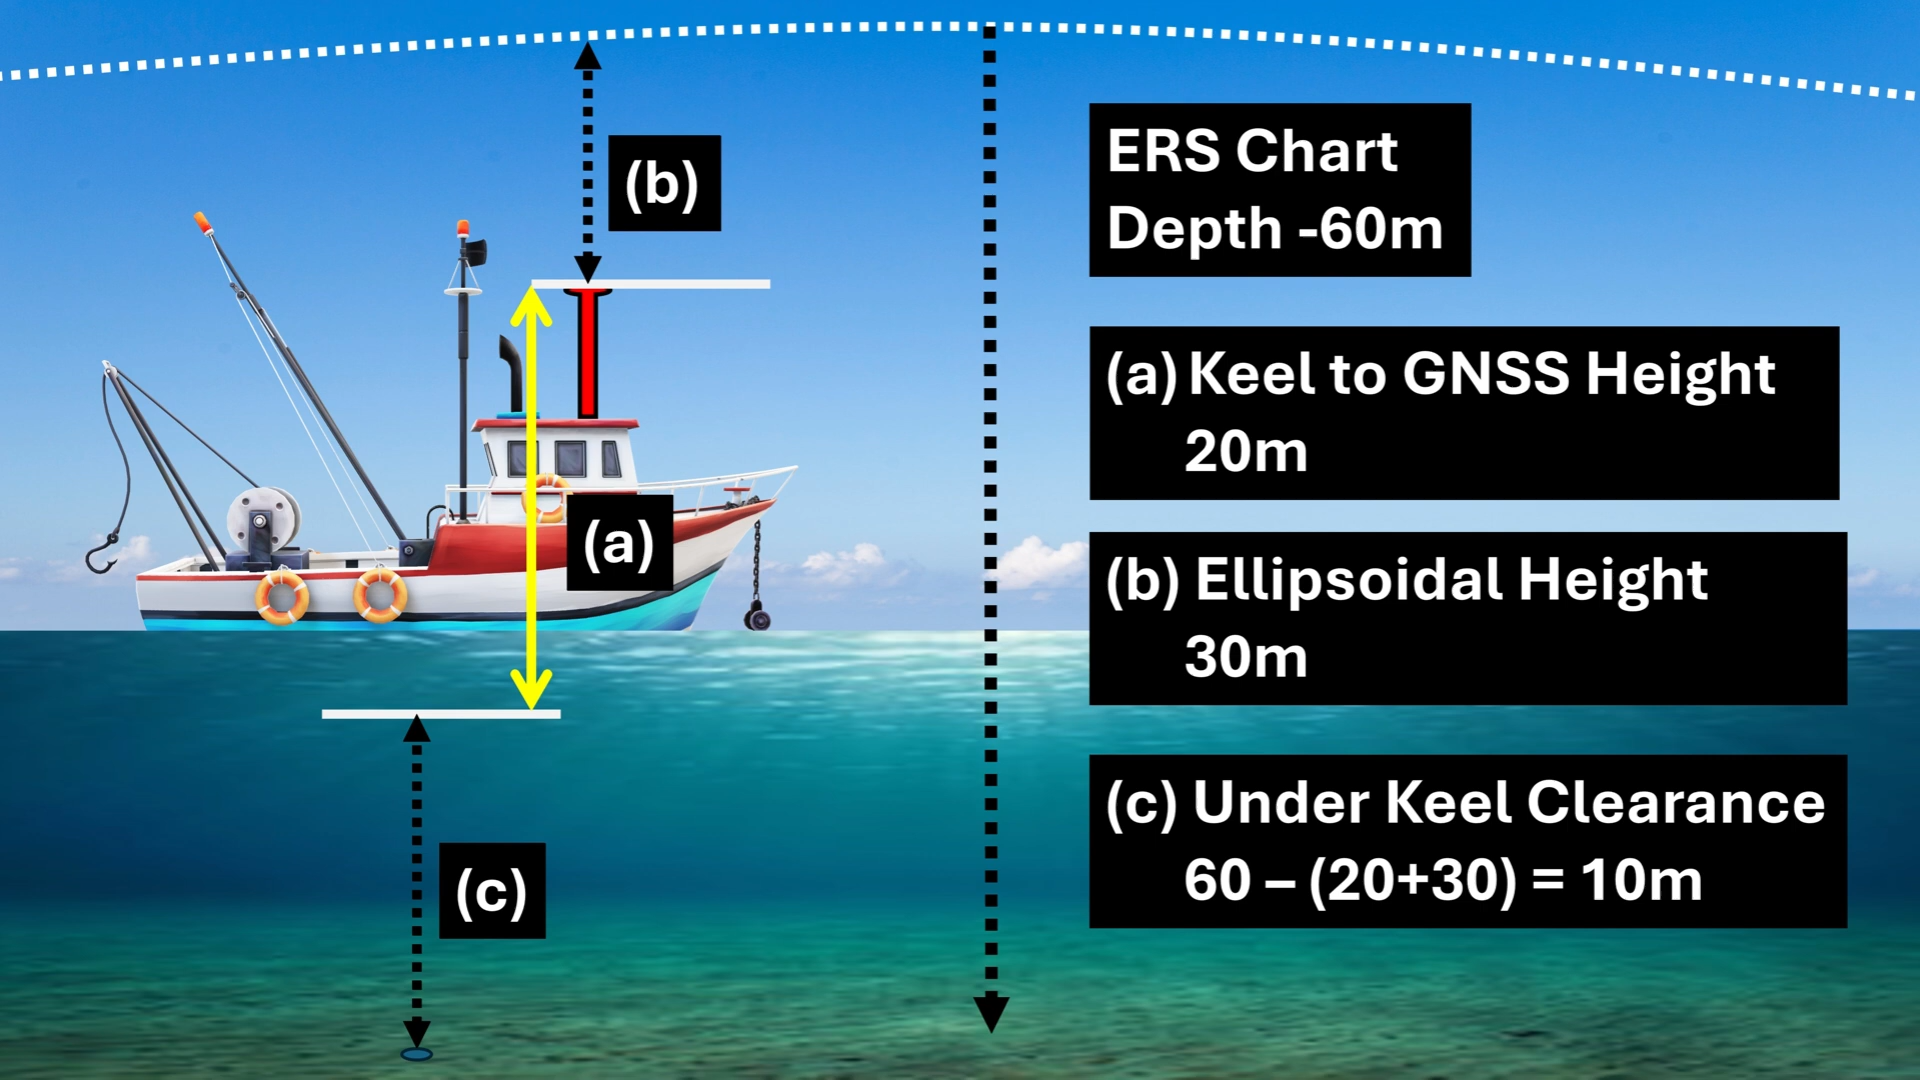 (b)
ERS Chart
Depth -60m
(a) Keel to GNSS Height
20m
(a)
(b) Ellipsoidal Height
30m
(c) Under Keel Clearance
60 – (20+30) = 10m
(c)